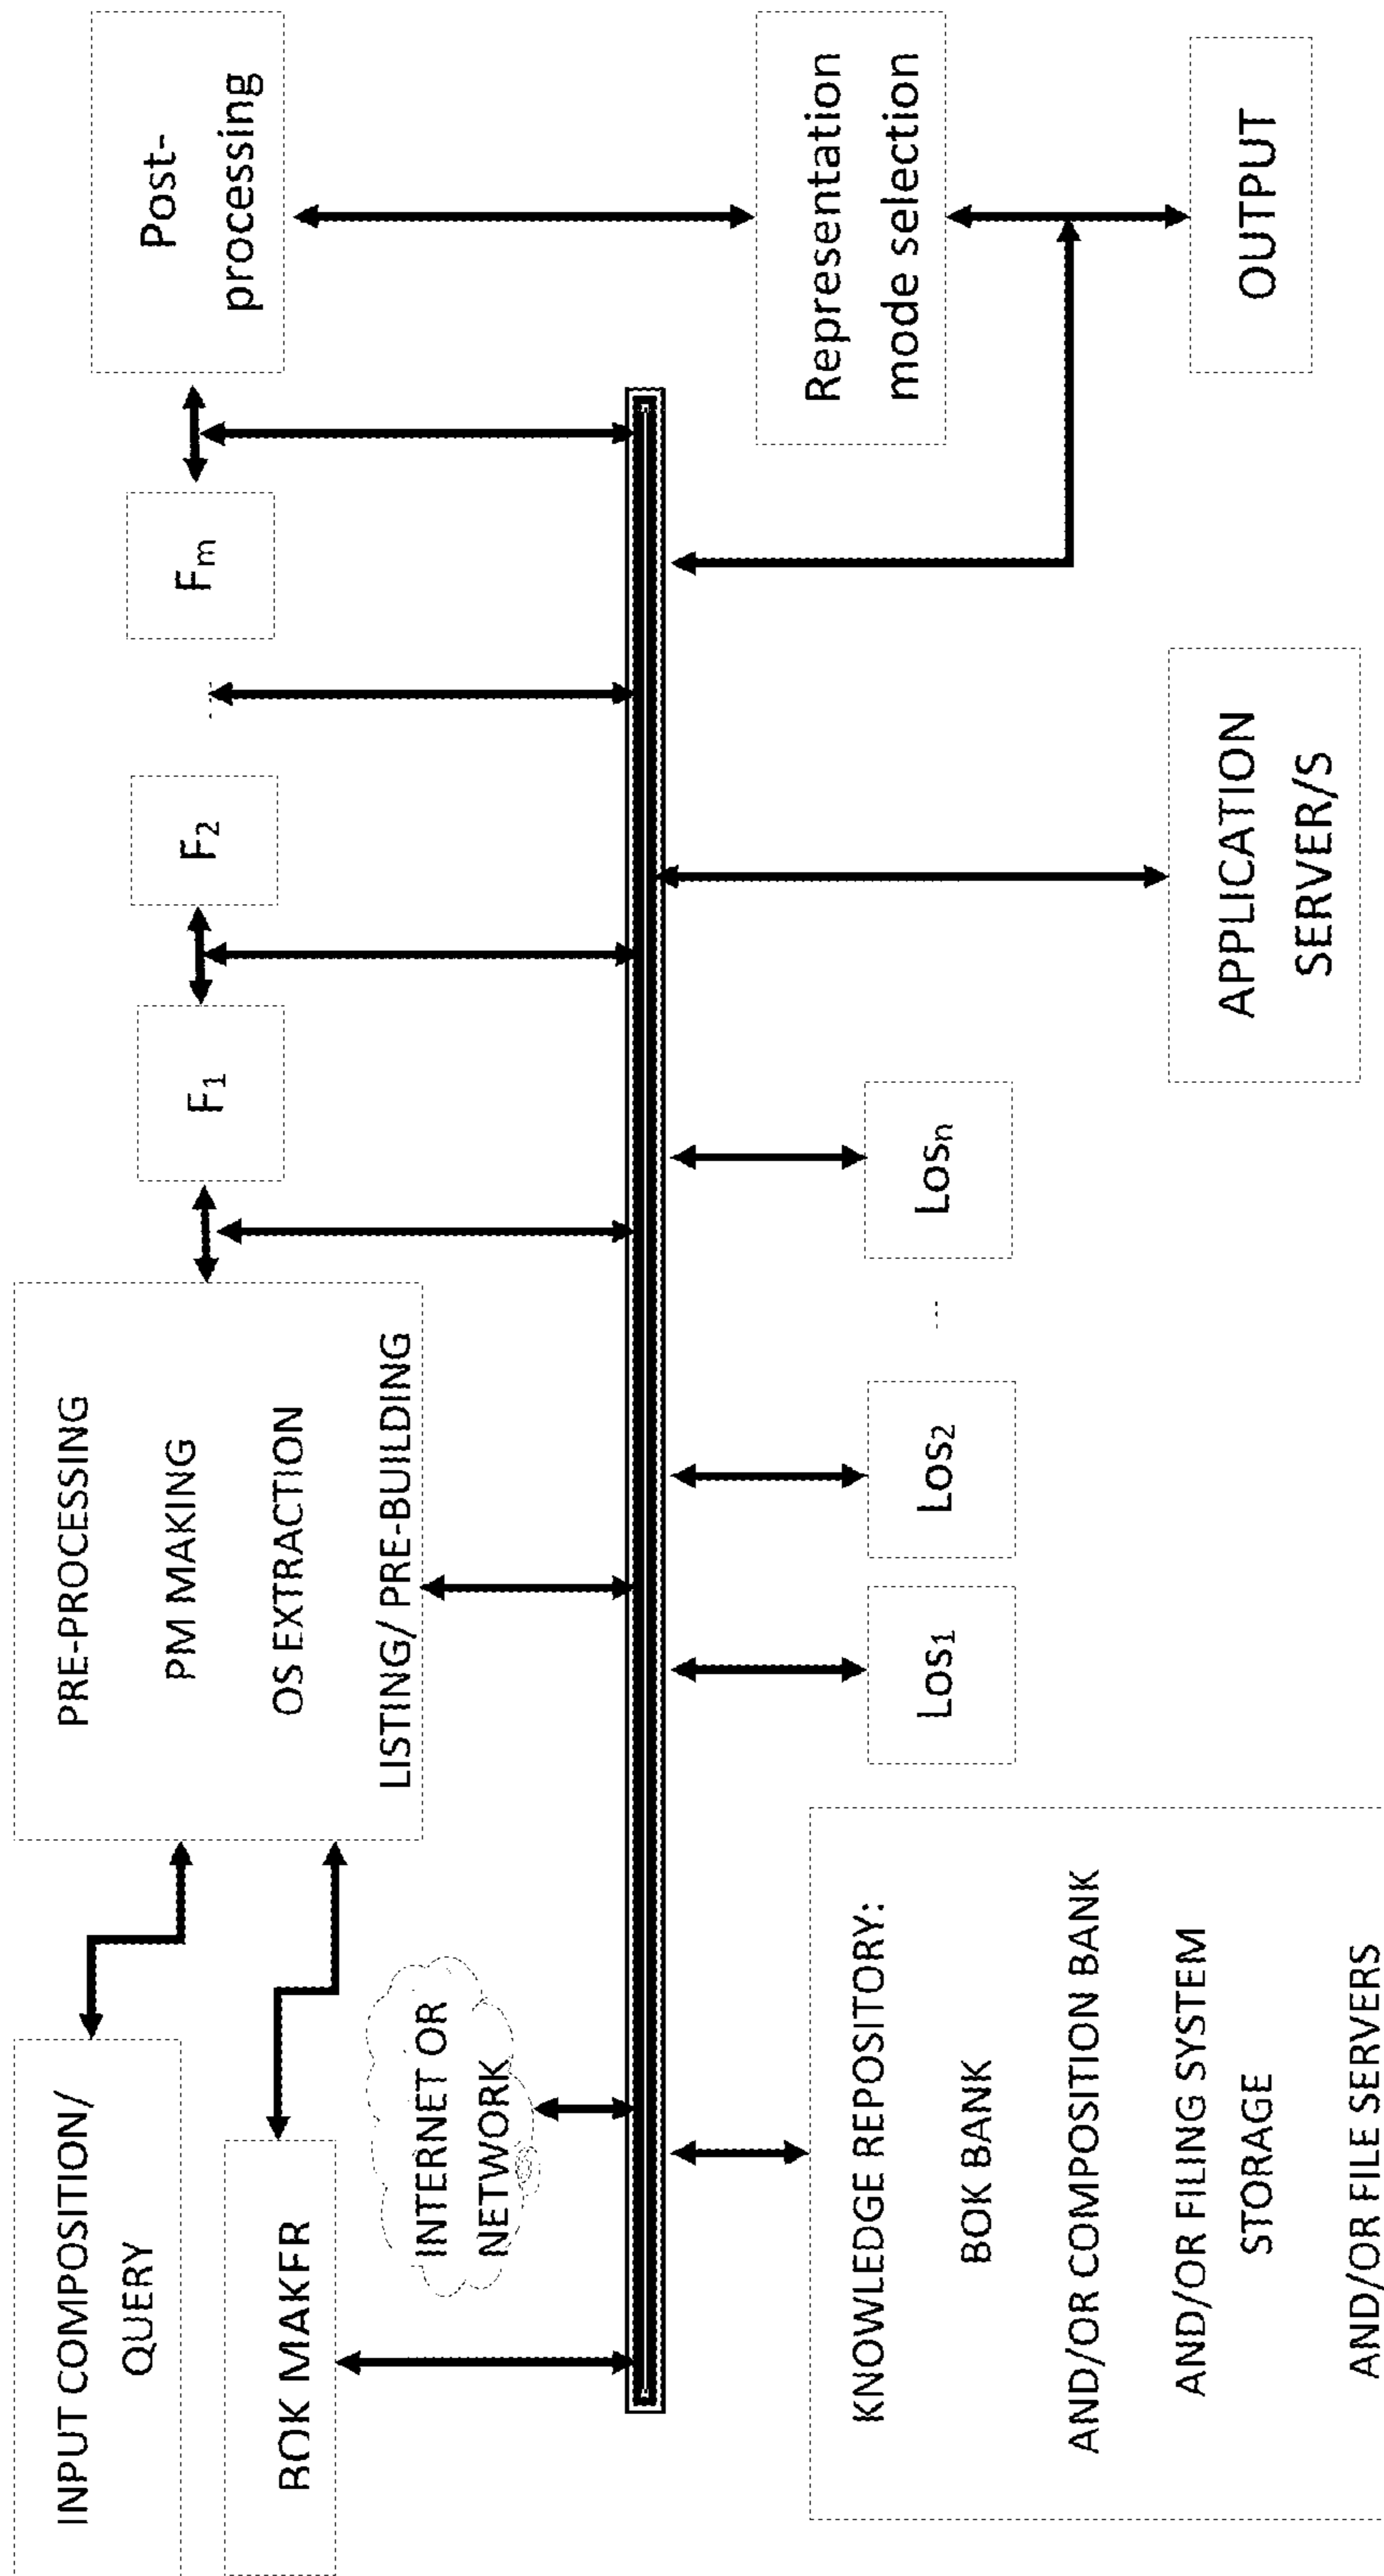 INPUT COMPOSITION/
QUERY
BOK MAKER
INTERNET OR
NETWORK
PRE-PROCESSING
PM MAKING
OS EXTRACTION
LISTING/ PRE-BUILDING
F1
F2
...
Fm
Post-
processing
KNOWLEDGE REPOSITORY:
BOK BANK
AND/OR COMPOSITION BANK
AND/OR FILING SYSTEM
STORAGE
AND/OR FILE SERVERS
LOS1
LOS2
...
LOSn
APPLICATION
SERVER/S
Representation
mode selection
OUTPUT